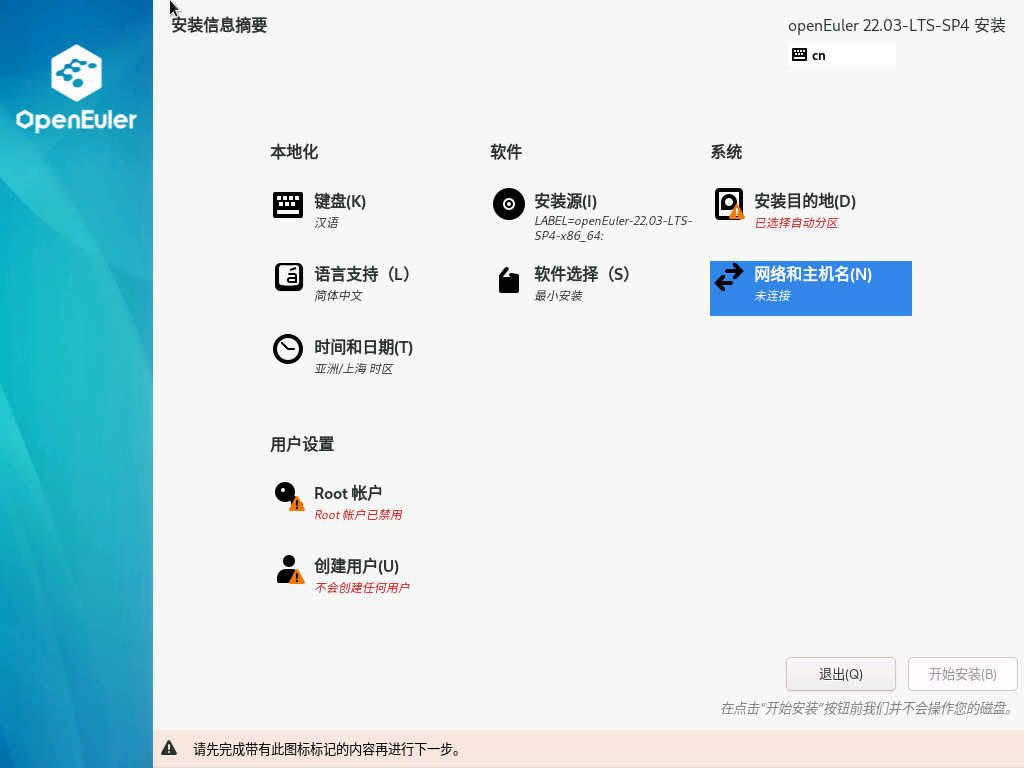 安装信息摘要
openEuler 22.03-LTS-SP4 安装
cn
OpenEuler
本地化
软件
系统
键盘(K)
汉语
安装源(I)
LABEL=openEuler-22.03-LTS-
SP4-x86_64:
安装目的地(D)
已选择自动分区
语言支持（L）
简体中文
软件选择（S）
最小安装
网络和主机名(N)
未连接
时间和日期(T)
亚洲/上海 时区
用户设置
Root 帐户
Root 帐户已禁用
创建用户(U)
不会创建任何用户
退出(Q)
开始安装(B)
在点击“开始安装”按钮前我们并不会操作您的磁盘。
请先完成带有此图标标记的内容再进行下一步。